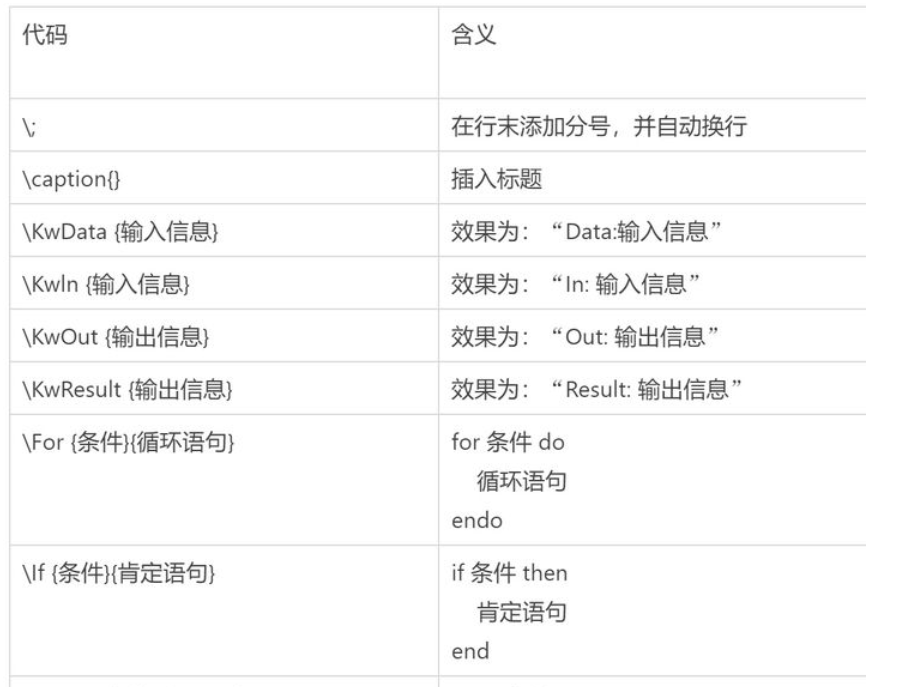 代码 含义
\; 在行末添加分号，并自动换行
\caption{} 插入标题
\KwData {输入信息} 效果为：“Data:输入信息”
\Kwln {输入信息} 效果为：“In: 输入信息”
\KwOut {输出信息} 效果为：“Out: 输出信息”
\KwResult {输出信息} 效果为：“Result: 输出信息”
\For {条件}{循环语句} for 条件 do
循环语句
endo
\If {条件}{肯定语句} if 条件 then
肯定语句
end